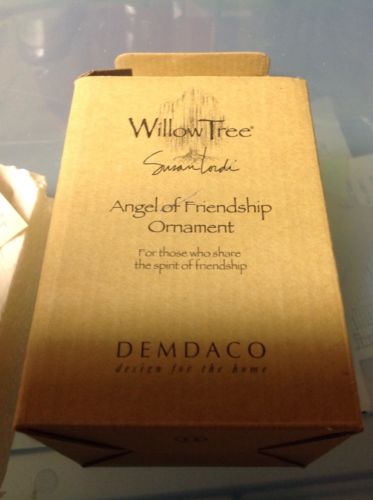 Willow Tree®
Susan Lordi
Angel of Friendship
Ornament
For those who share
the spirit of friendship
DEMDACO
design for the home